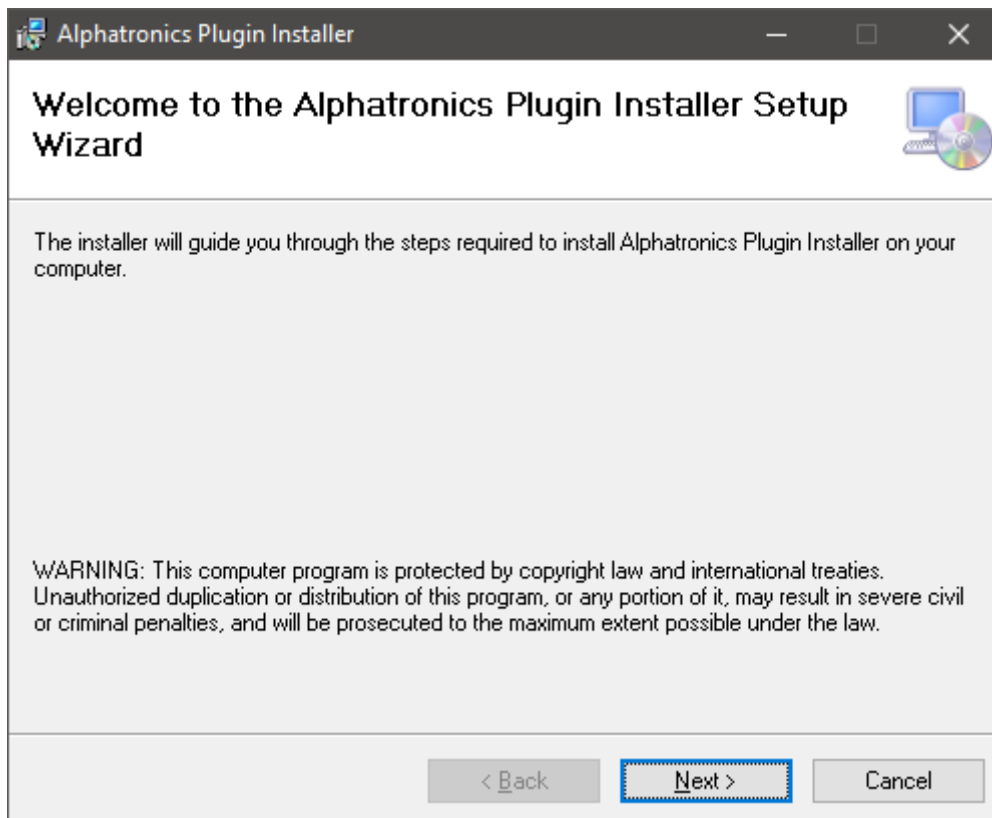 Alphatronics Plugin Installer
Welcome to the Alphatronics Plugin Installer Setup
Wizard
The installer will guide you through the steps required to install Alphatronics Plugin Installer on your
computer.
WARNING: This computer program is protected by copyright law and international treaties.
Unauthorized duplication or distribution of this program, or any portion of it, may result in severe civil
or criminal penalties, and will be prosecuted to the maximum extent possible under the law.
< Back Next > Cancel